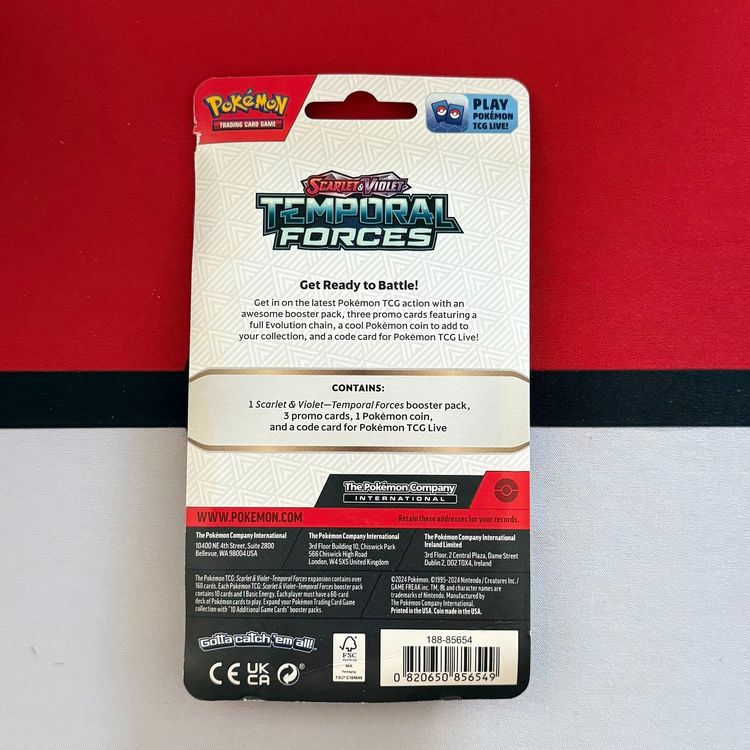 POKÉMON
TRADING CARD GAME
PLAY
POKÉMON
TCG LIVE!
SCARLET & VIOLET
TEMPORAL
FORCES
Get Ready to Battle!
Get in on the latest Pokémon TCG action with an
awesome booster pack, three promo cards featuring a
full Evolution chain, a cool Pokémon coin to add to
your collection, and a code card for Pokémon TCG Live!
CONTAINS:
1 Scarlet & Violet—Temporal Forces booster pack,
3 promo cards, 1 Pokémon coin,
and a code card for Pokémon TCG Live
The Pokémon Company
INTERNATIONAL
WWW.POKEMON.COM
Retain these addresses for your records.
The Pokémon Company International
10400 NE 4th Street, Suite 2800
Bellevue, WA 98004 USA
The Pokémon Company International
3rd Floor Building 10, Chiswick Park
566 Chiswick High Road
London, W4 5XS United Kingdom
The Pokémon Company International
Ireland Limited
3rd Floor, 2 Central Plaza, Dame Street
Dublin 2, D02 T0X4, Ireland
The Pokémon TCG: Scarlet & Violet–Temporal Forces expansion contains over
160 cards. Each Pokémon TCG: Scarlet & Violet–Temporal Forces booster pack
contains 10 cards and 1 Basic Energy. Each player must have a 60-card
deck of Pokémon cards to play. Expand your Pokémon Trading Card Game
collection with "10 Additional Game Cards" booster packs.
©2024 Pokémon. ©1995-2024 Nintendo / Creatures Inc. /
GAME FREAK inc. TM, ®, and character names are
trademarks of Nintendo. Manufactured by
The Pokémon Company International.
Printed in the USA. Coin made in the USA.
Gotta catch 'em all!
CE UK CA
FSC
MIX
Packaging
188-85654
0 820650 856549